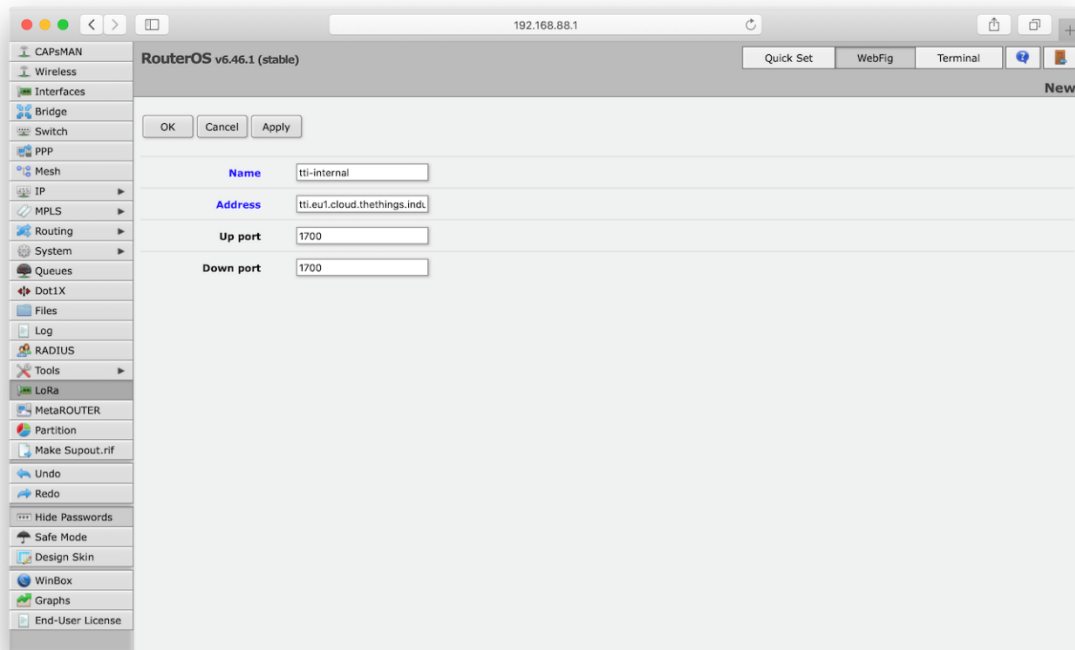 192.168.88.1
RouterOS v6.46.1 (stable)
Quick Set
WebFig
Terminal
New
CAPsMAN
Wireless
Interfaces
Bridge
Switch
PPP
Mesh
IP
MPLS
Routing
System
Queues
Dot1X
Files
Log
RADIUS
Tools
LoRa
MetaROUTER
Partition
Make Supout.rif
Undo
Redo
Hide Passwords
Safe Mode
Design Skin
WinBox
Graphs
End-User License
OK
Cancel
Apply
Name tti-internal
Address tti.eu1.cloud.thethings.indu
Up port 1700
Down port 1700